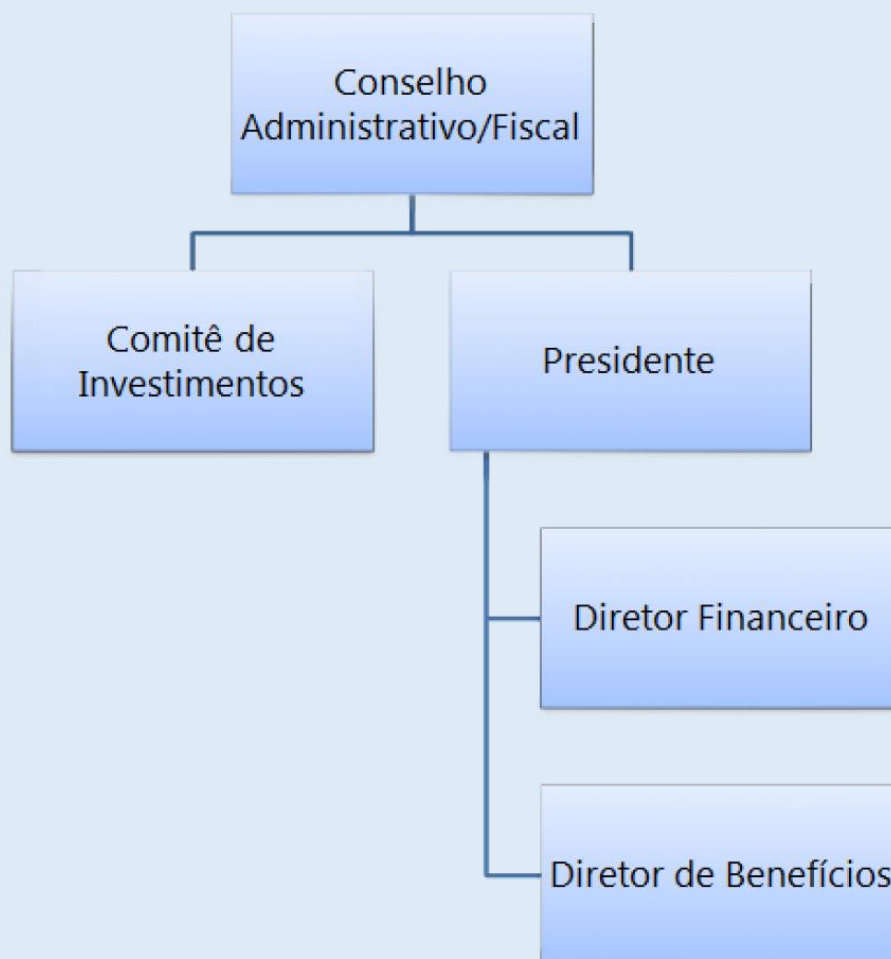 Conselho
Administrativo/Fiscal
Comitê de
Investimentos
Presidente
Diretor Financeiro
Diretor de Benefícios